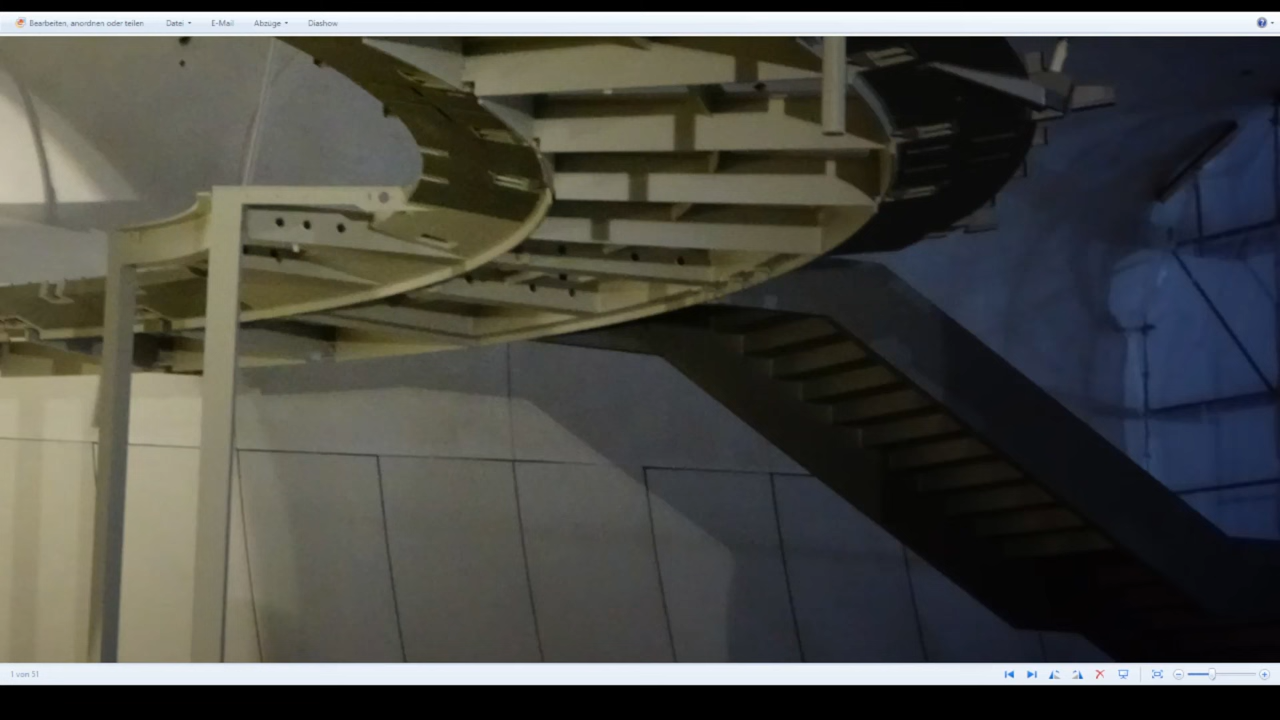 Bearbeiten, anordnen oder teilen Datei E-Mail Abzüge Diashow
1 von 51